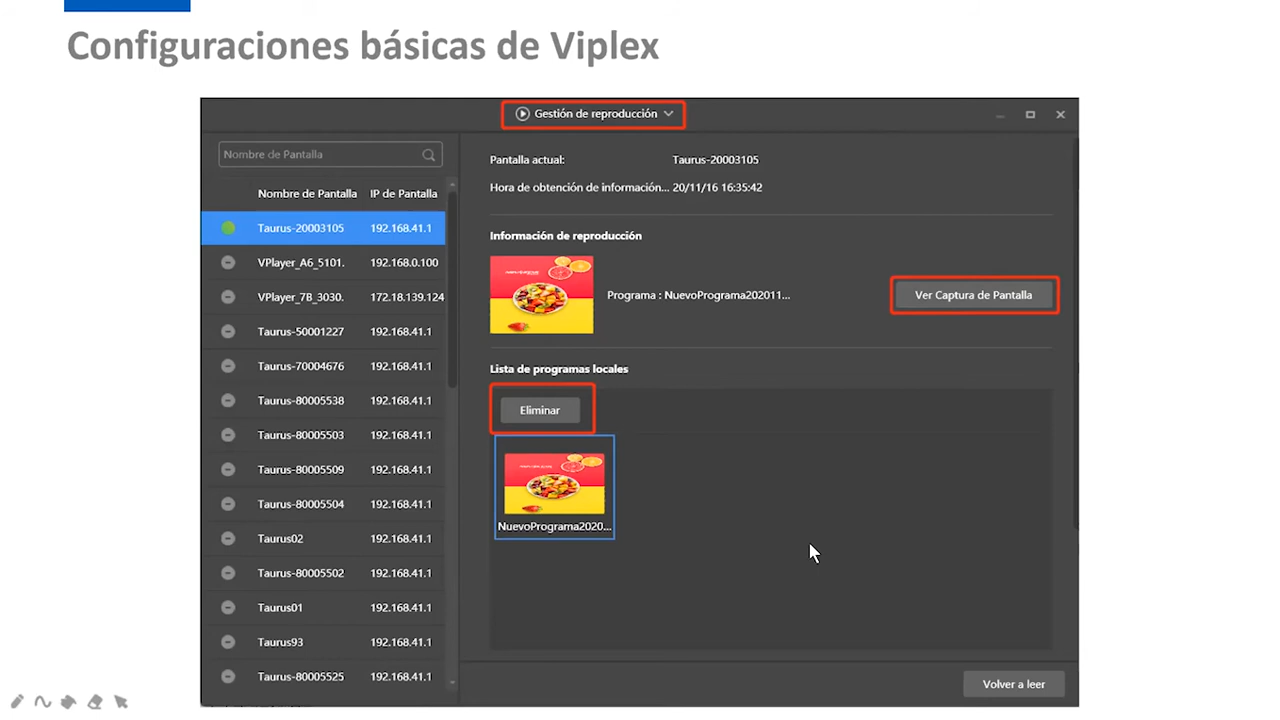 Configuraciones básicas de Viplex
Gestión de reproducción
Nombre de Pantalla
Nombre de Pantalla IP de Pantalla
Taurus-20003105 192.168.41.1
VPlayer_A6_5101. 192.168.0.100
VPlayer_7B_3030. 172.18.139.124
Taurus-50001227 192.168.41.1
Taurus-70004676 192.168.41.1
Taurus-80005538 192.168.41.1
Taurus-80005503 192.168.41.1
Taurus-80005509 192.168.41.1
Taurus-80005504 192.168.41.1
Taurus02 192.168.41.1
Taurus-80005502 192.168.41.1
Taurus01 192.168.41.1
Taurus93 192.168.41.1
Taurus-80005525 192.168.41.1
Pantalla actual: Taurus-20003105
Hora de obtención de información... 20/11/16 16:35:42
Información de reproducción
Programa : NuevoPrograma202011...
Ver Captura de Pantalla
Lista de programas locales
Eliminar
NuevoPrograma2020...
Volver a leer